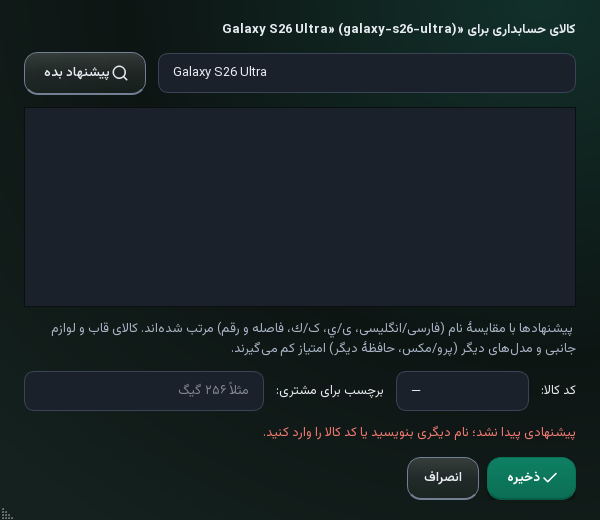 کالای حسابداری برای «Galaxy S26 Ultra» (galaxy-s26-ultra)
Galaxy S26 Ultra
پیشنهاد بده
پیشنهادها با مقایسهٔ نام (فارسی/انگلیسی، ی/ي، ک/ك، فاصله و رقم) مرتب شده‌اند. کالای قاب و لوازم
جانبی و مدل‌های دیگر (پرو/مکس، حافظهٔ دیگر) امتیاز کم می‌گیرند.
کد کالا:
—
برچسب برای مشتری:
مثلاً ۲۵۶ گیگ
پیشنهادی پیدا نشد؛ نام دیگری بنویسید یا کد کالا را وارد کنید.
ذخیره
انصراف